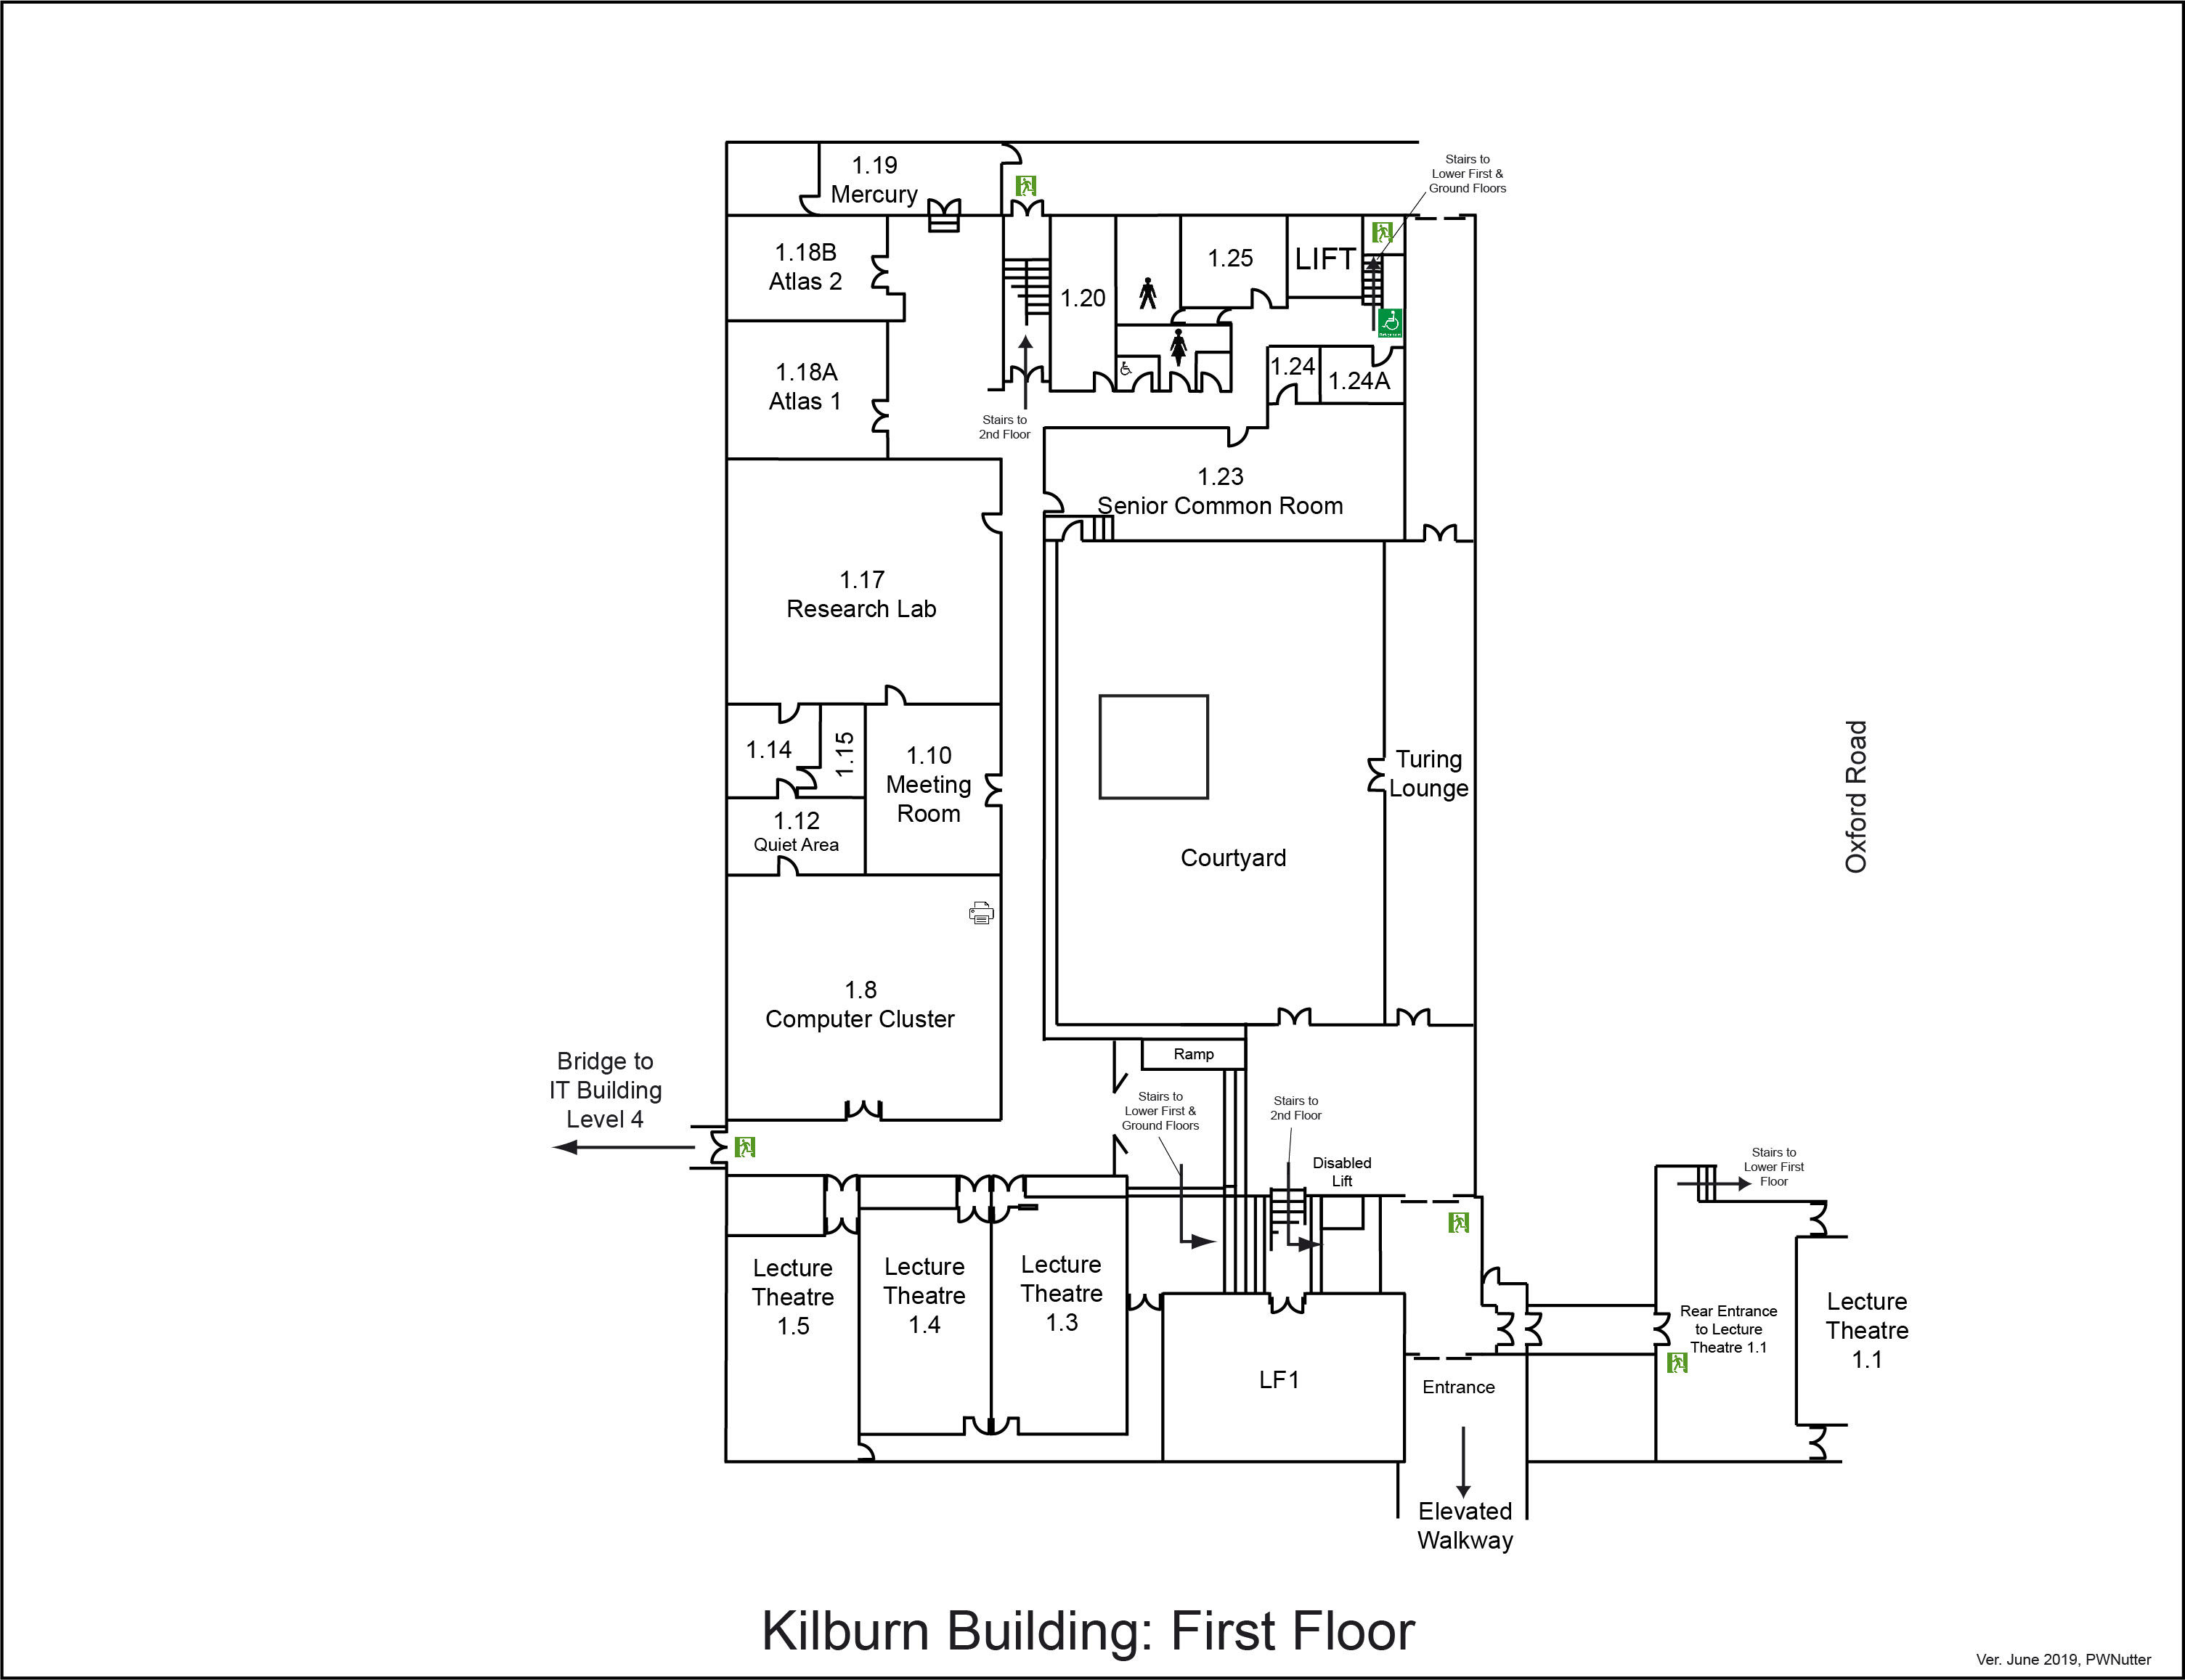 1.19
Mercury
Stairs to
Lower First &
Ground Floors
1.18B
Atlas 2
1.25
LIFT
1.20
1.18A
Atlas 1
1.24
1.24A
Stairs to
2nd Floor
1.23
Senior Common Room
1.17
Research Lab
1.14
1.15
1.10
Meeting
Room
Turing
Lounge
Oxford Road
1.12
Quiet Area
Courtyard
1.8
Computer Cluster
Bridge to
IT Building
Level 4
Ramp
Stairs to
Lower First &
Ground Floors
Stairs to
2nd Floor
Disabled
Lift
Stairs to
Lower First
Floor
Lecture
Theatre
1.5
Lecture
Theatre
1.4
Lecture
Theatre
1.3
Rear Entrance
to Lecture
Theatre 1.1
Lecture
Theatre
1.1
LF1
Entrance
Elevated
Walkway
Kilburn Building: First Floor
Ver. June 2019, PWNutter